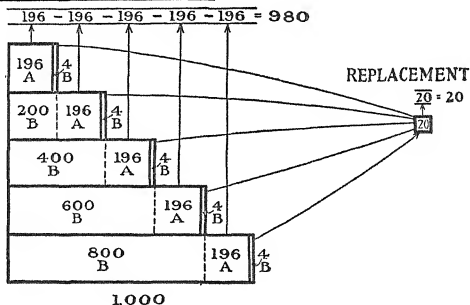 196 – 196 – 196 – 196 – 196 = 980
REPLACEMENT
20 = 20
20
196 4
A B
200 196 4
B A B
400 196 4
B A B
600 196 4
B A B
800 196 4
B A B
1.000